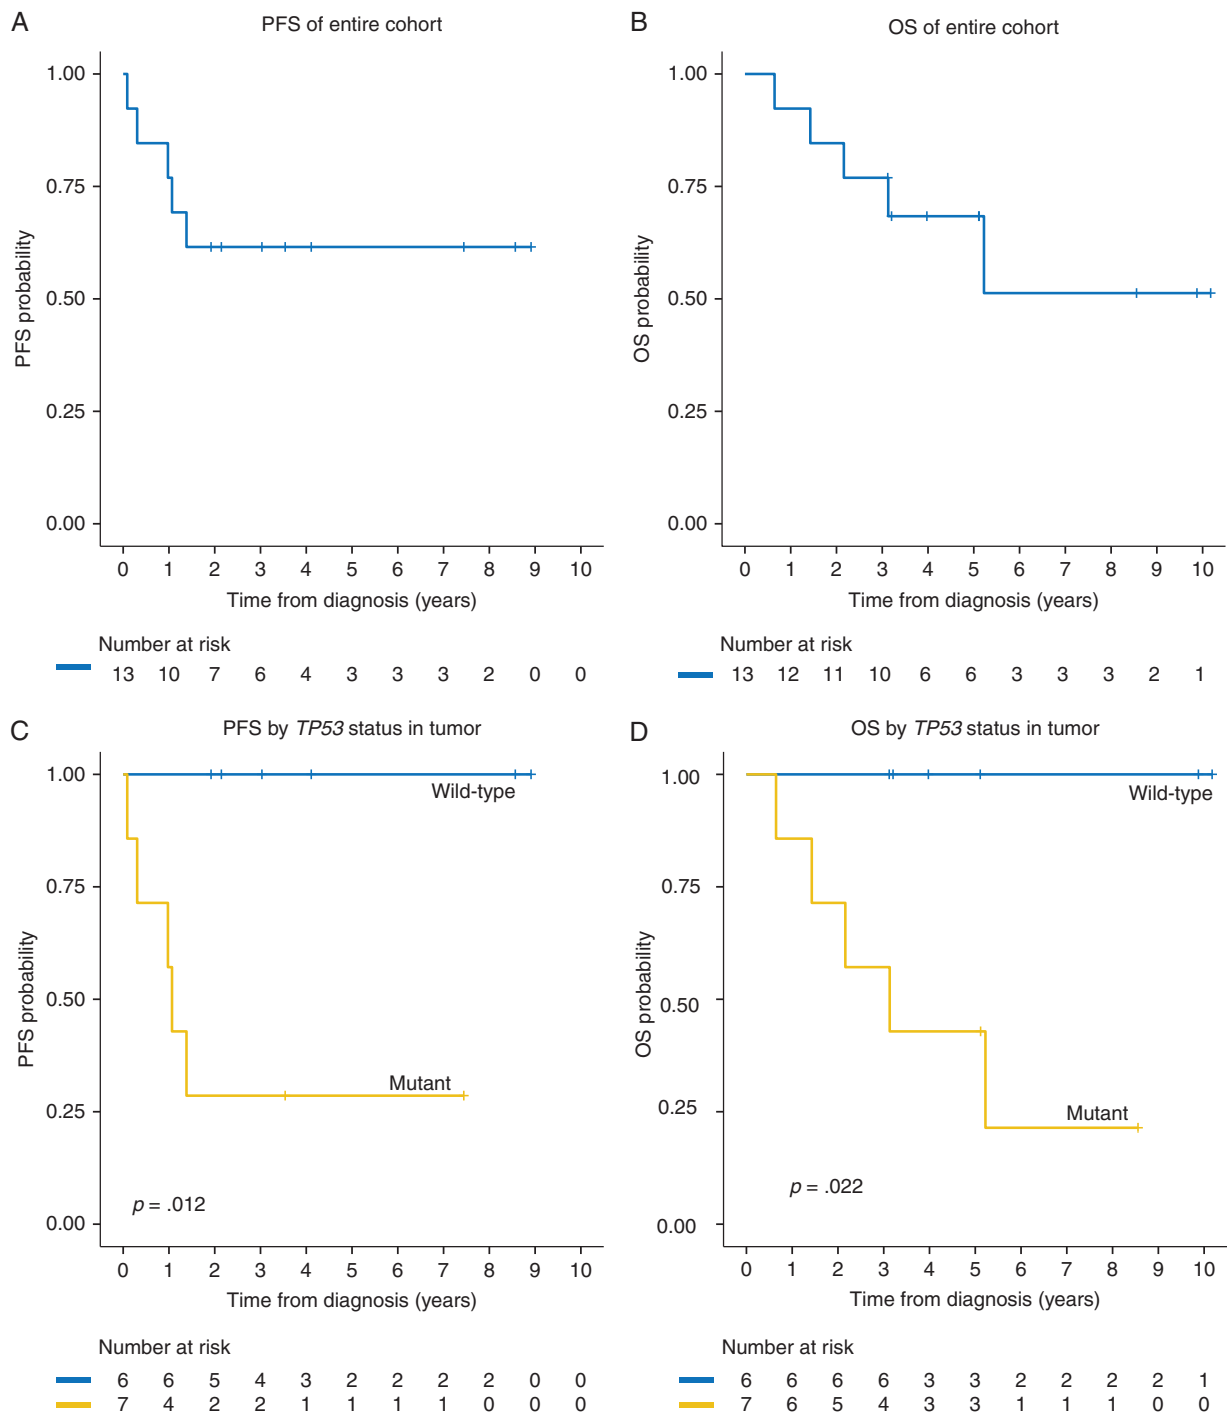 A
PFS of entire cohort
1.00
0.75
0.50
0.25
0.00
PFS probability
0 1 2 3 4 5 6 7 8 9 10
Time from diagnosis (years)
Number at risk
13 10 7 6 4 3 3 3 2 0 0
B
OS of entire cohort
1.00
0.75
0.50
0.25
0.00
OS probability
0 1 2 3 4 5 6 7 8 9 10
Time from diagnosis (years)
Number at risk
13 12 11 10 6 6 3 3 3 2 1
C
PFS by TP53 status in tumor
1.00
0.75
0.50
0.25
0.00
PFS probability
Wild-type
Mutant
p = .012
0 1 2 3 4 5 6 7 8 9 10
Time from diagnosis (years)
Number at risk
6 6 5 4 3 2 2 2 2 0 0
7 4 2 2 1 1 1 1 0 0 0
D
OS by TP53 status in tumor
1.00
0.75
0.50
0.25
0.00
OS probability
Wild-type
Mutant
p = .022
0 1 2 3 4 5 6 7 8 9 10
Time from diagnosis (years)
Number at risk
6 6 6 6 3 3 2 2 2 2 1
7 6 5 4 3 3 1 1 1 0 0